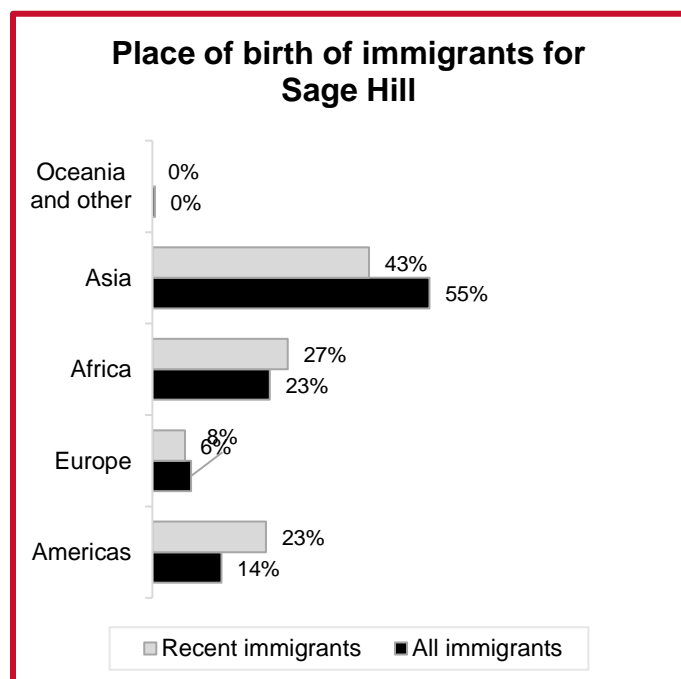 Place of birth of immigrants for
Sage Hill
Oceania
and other
0%
0%
Asia
43%
55%
Africa
27%
23%
Europe
8%
6%
Americas
23%
14%
Recent immigrants
All immigrants